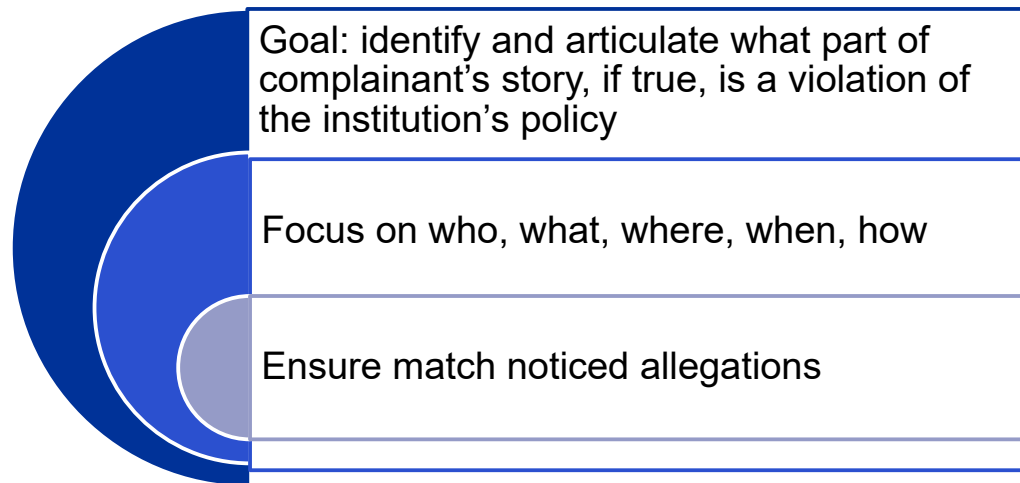 Goal: identify and articulate what part of
complainant’s story, if true, is a violation of
the institution’s policy
Focus on who, what, where, when, how
Ensure match noticed allegations